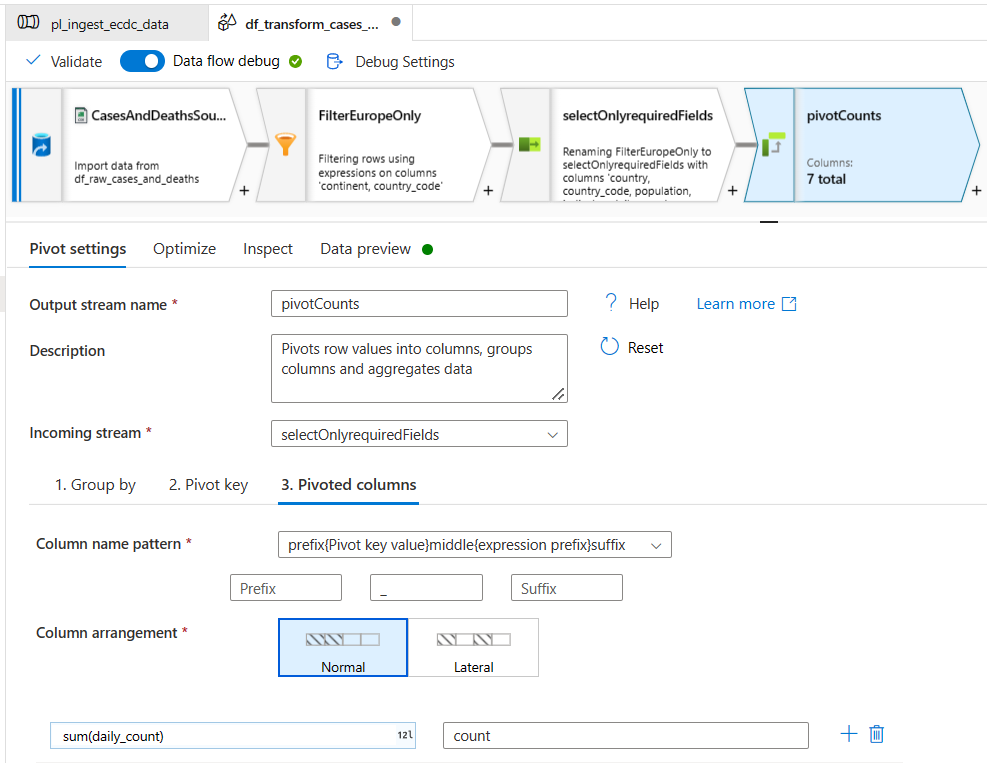 pl_ingest_ecdc_data
df_transform_cases_...
Validate
Data flow debug
Debug Settings
CasesAndDeathsSou...
Import data from
df_raw_cases_and_deaths
+
FilterEuropeOnly
Filtering rows using
expressions on columns
'continent, country_code'
+
selectOnlyrequiredFields
Renaming FilterEuropeOnly to
selectOnlyrequiredFields with
columns 'country,
country_code, population,
+
pivotCounts
Columns:
7 total
+
Pivot settings
Optimize
Inspect
Data preview
Output stream name *
pivotCounts
? Help
Learn more
Description
Pivots row values into columns, groups
columns and aggregates data
Reset
Incoming stream *
selectOnlyrequiredFields
1. Group by
2. Pivot key
3. Pivoted columns
Column name pattern *
prefix{Pivot key value}middle{expression prefix}suffix
Prefix
_
Suffix
Column arrangement *
Normal
Lateral
sum(daily_count)
12l
count
+